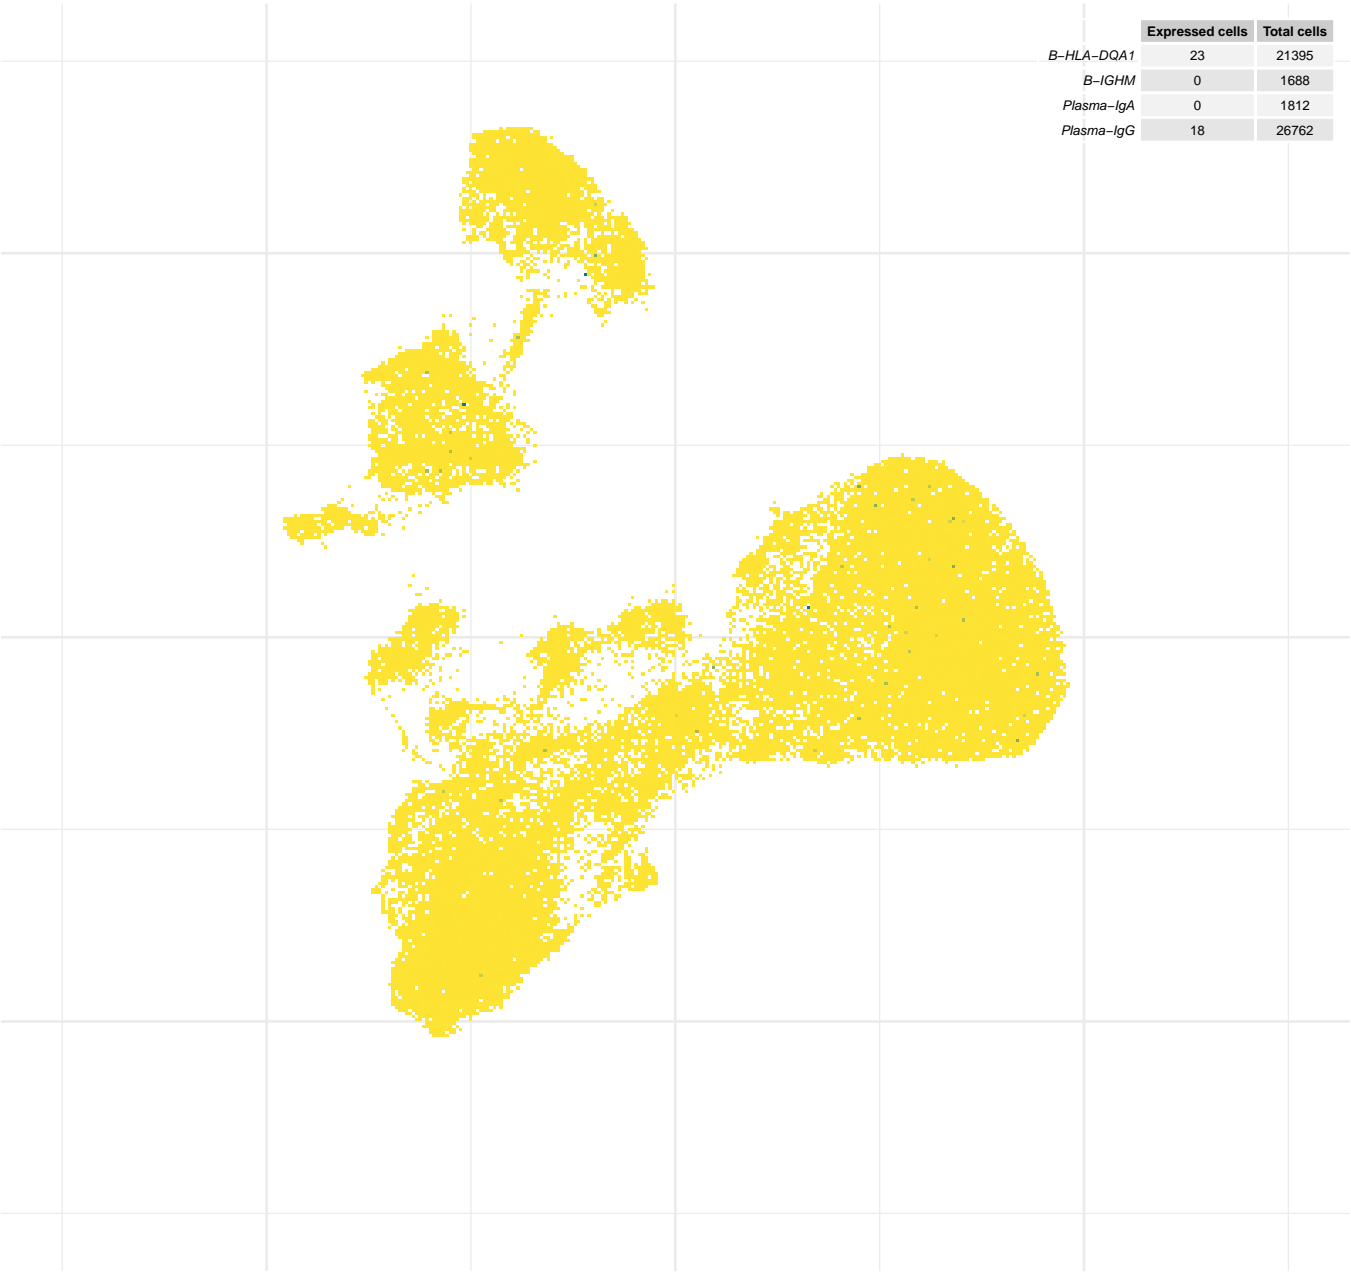 Expressed cells Total cells
B−HLA−DQA1 23 21395
B−IGHM 0 1688
Plasma−IgA 0 1812
Plasma−IgG 18 26762